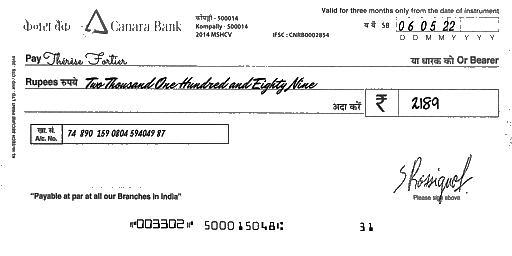 Valid for three months only from the date of instrument
केनरा बैंक Canara Bank
कोंपल्ली - 500014
Kompally - 500014
2014 MSHCV
IFSC : CNRB0002854
SB 06 05 22
D D M M Y Y Y Y
Pay Thérèse Fortier या धारक को Or Bearer
Rupees रुपये Two Thousand One Hundred and Eighty Nine
अदा करें ₹ 2189
खा. सं.
A/c. No. 74 890 159 0804 594049 87
S Rossignol
Please sign above
"Payable at par at all our Branches in India"
⑈003302⑈ 500015048⑆ 31